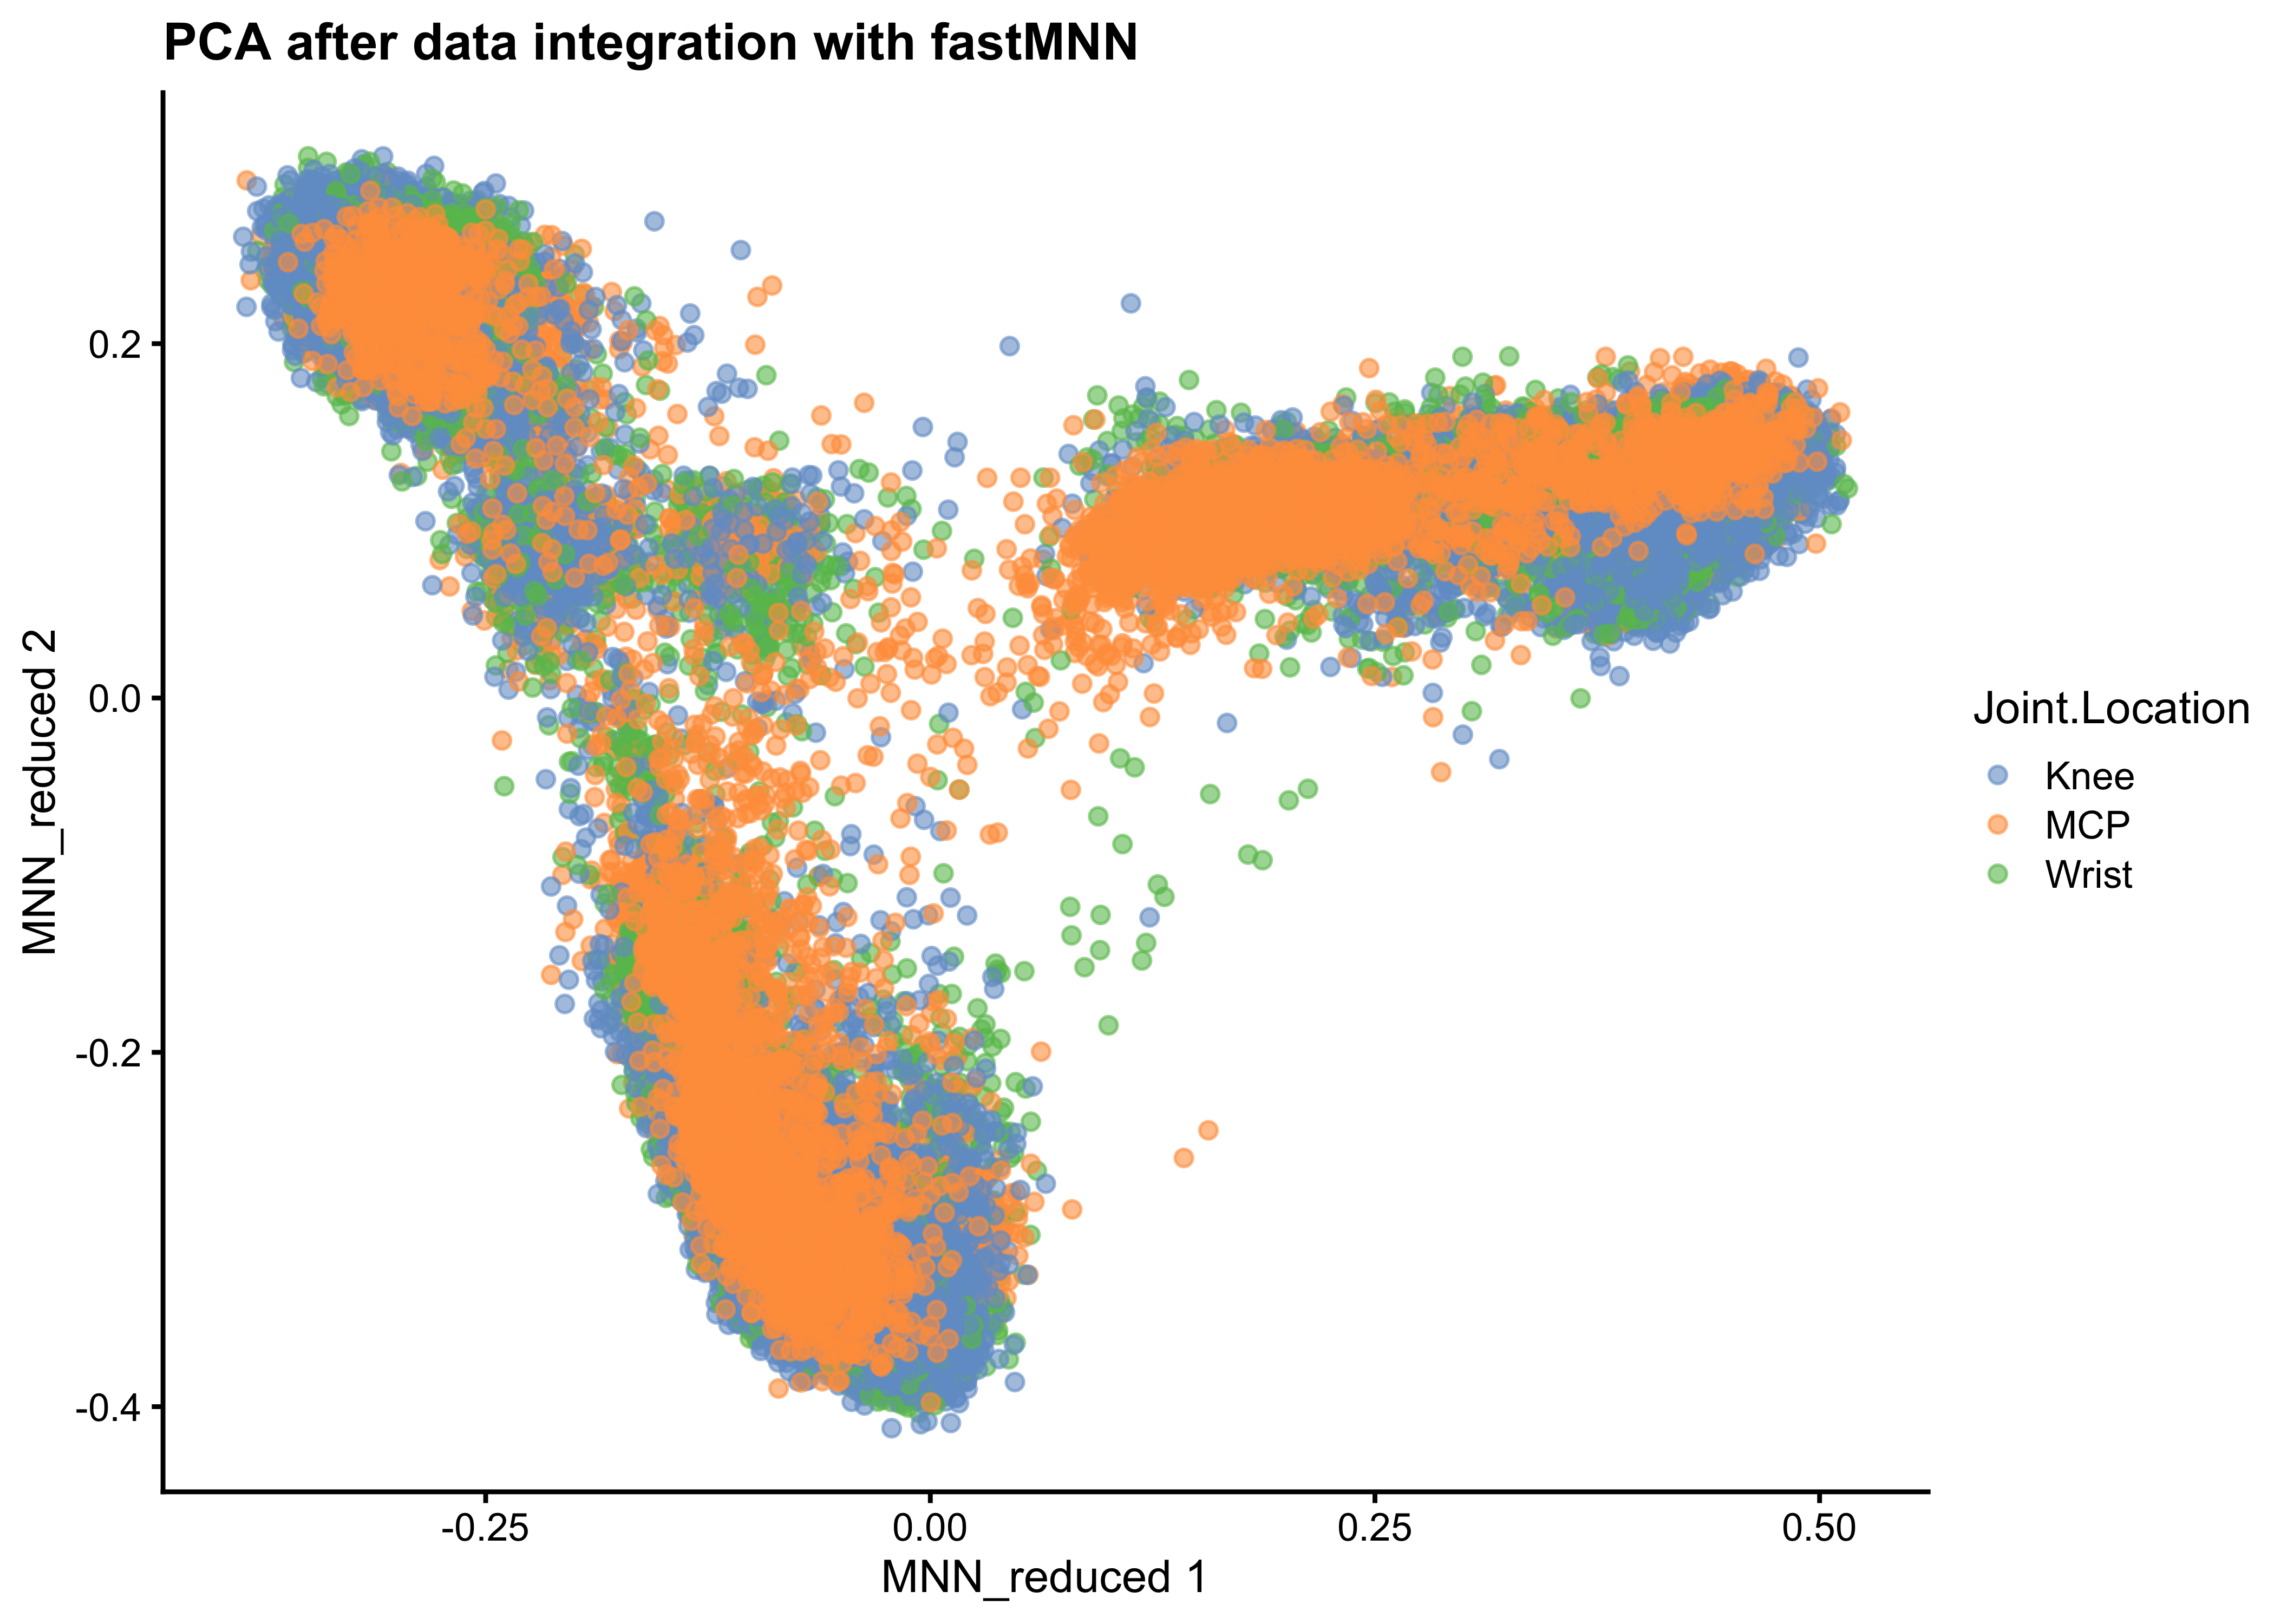 PCA after data integration with fastMNN
0.2
0.0
-0.2
-0.4
MNN_reduced 2
-0.25
0.00
0.25
0.50
MNN_reduced 1
Joint.Location
Knee
MCP
Wrist